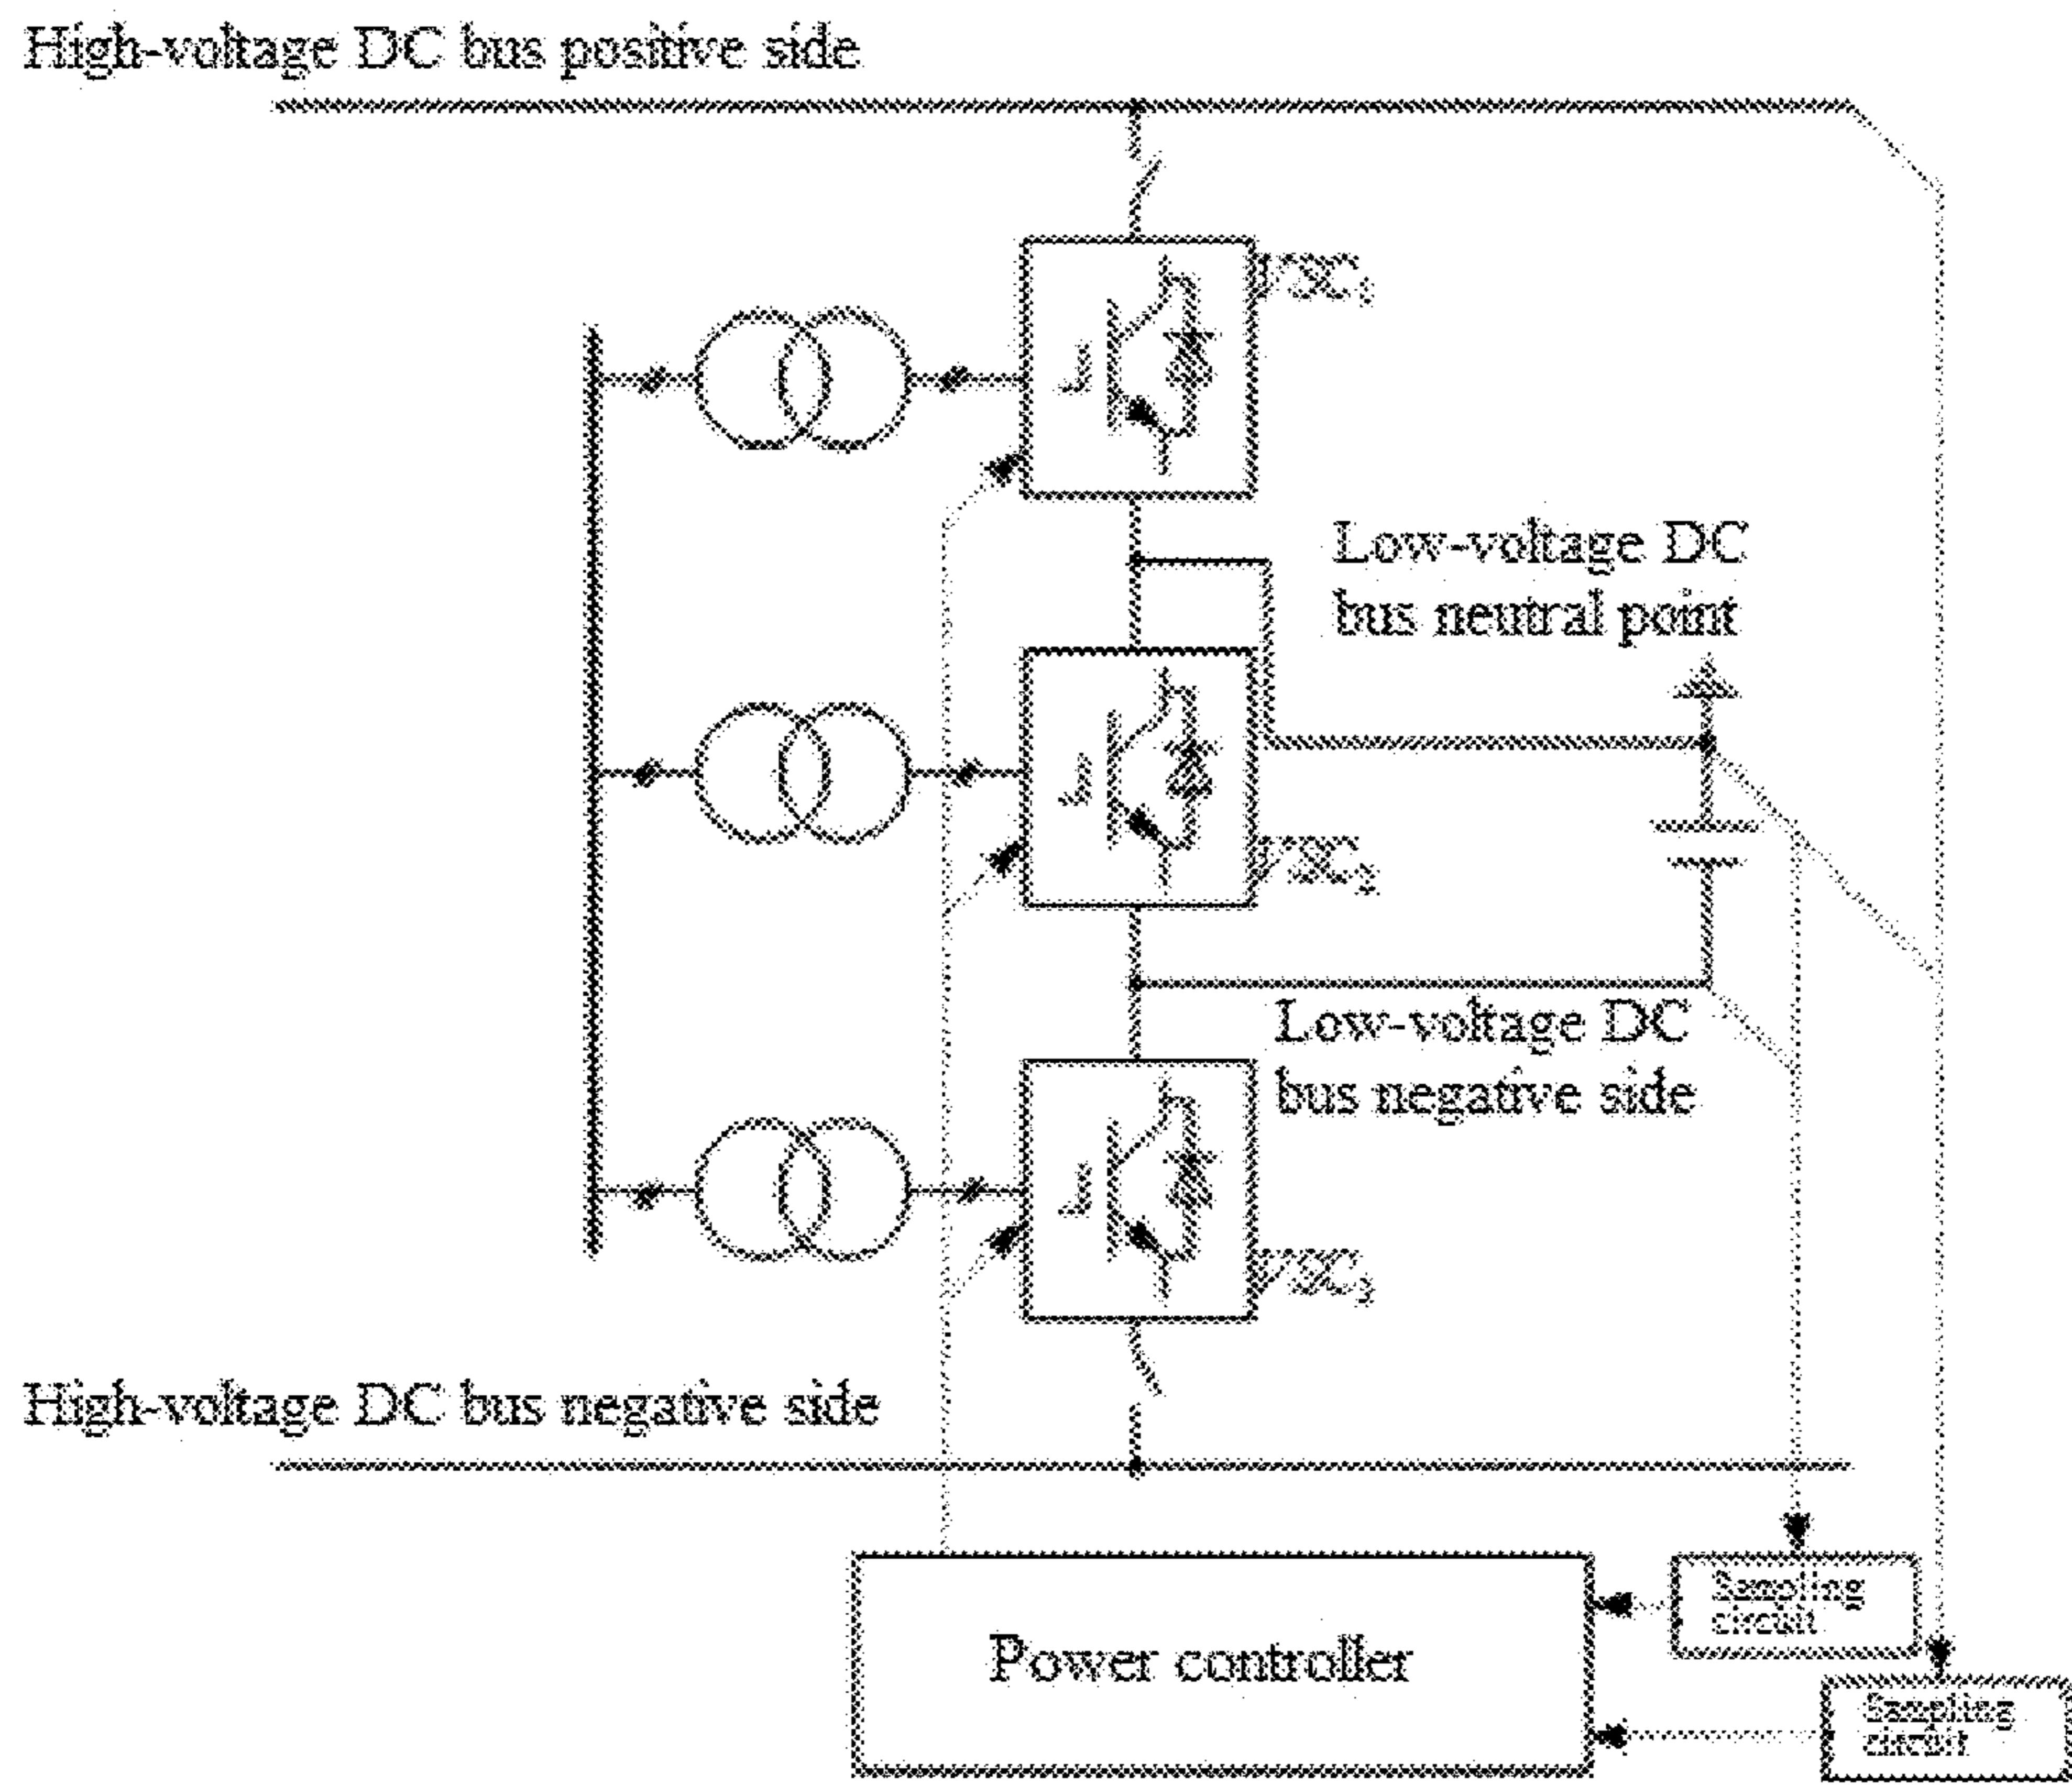 High-voltage DC bus positive side
VSC1
Low-voltage DC
bus neutral point
VSC2
Low-voltage DC
bus negative side
VSC3
High-voltage DC bus negative side
Sampling
circuit
Power controller
Sampling
circuit